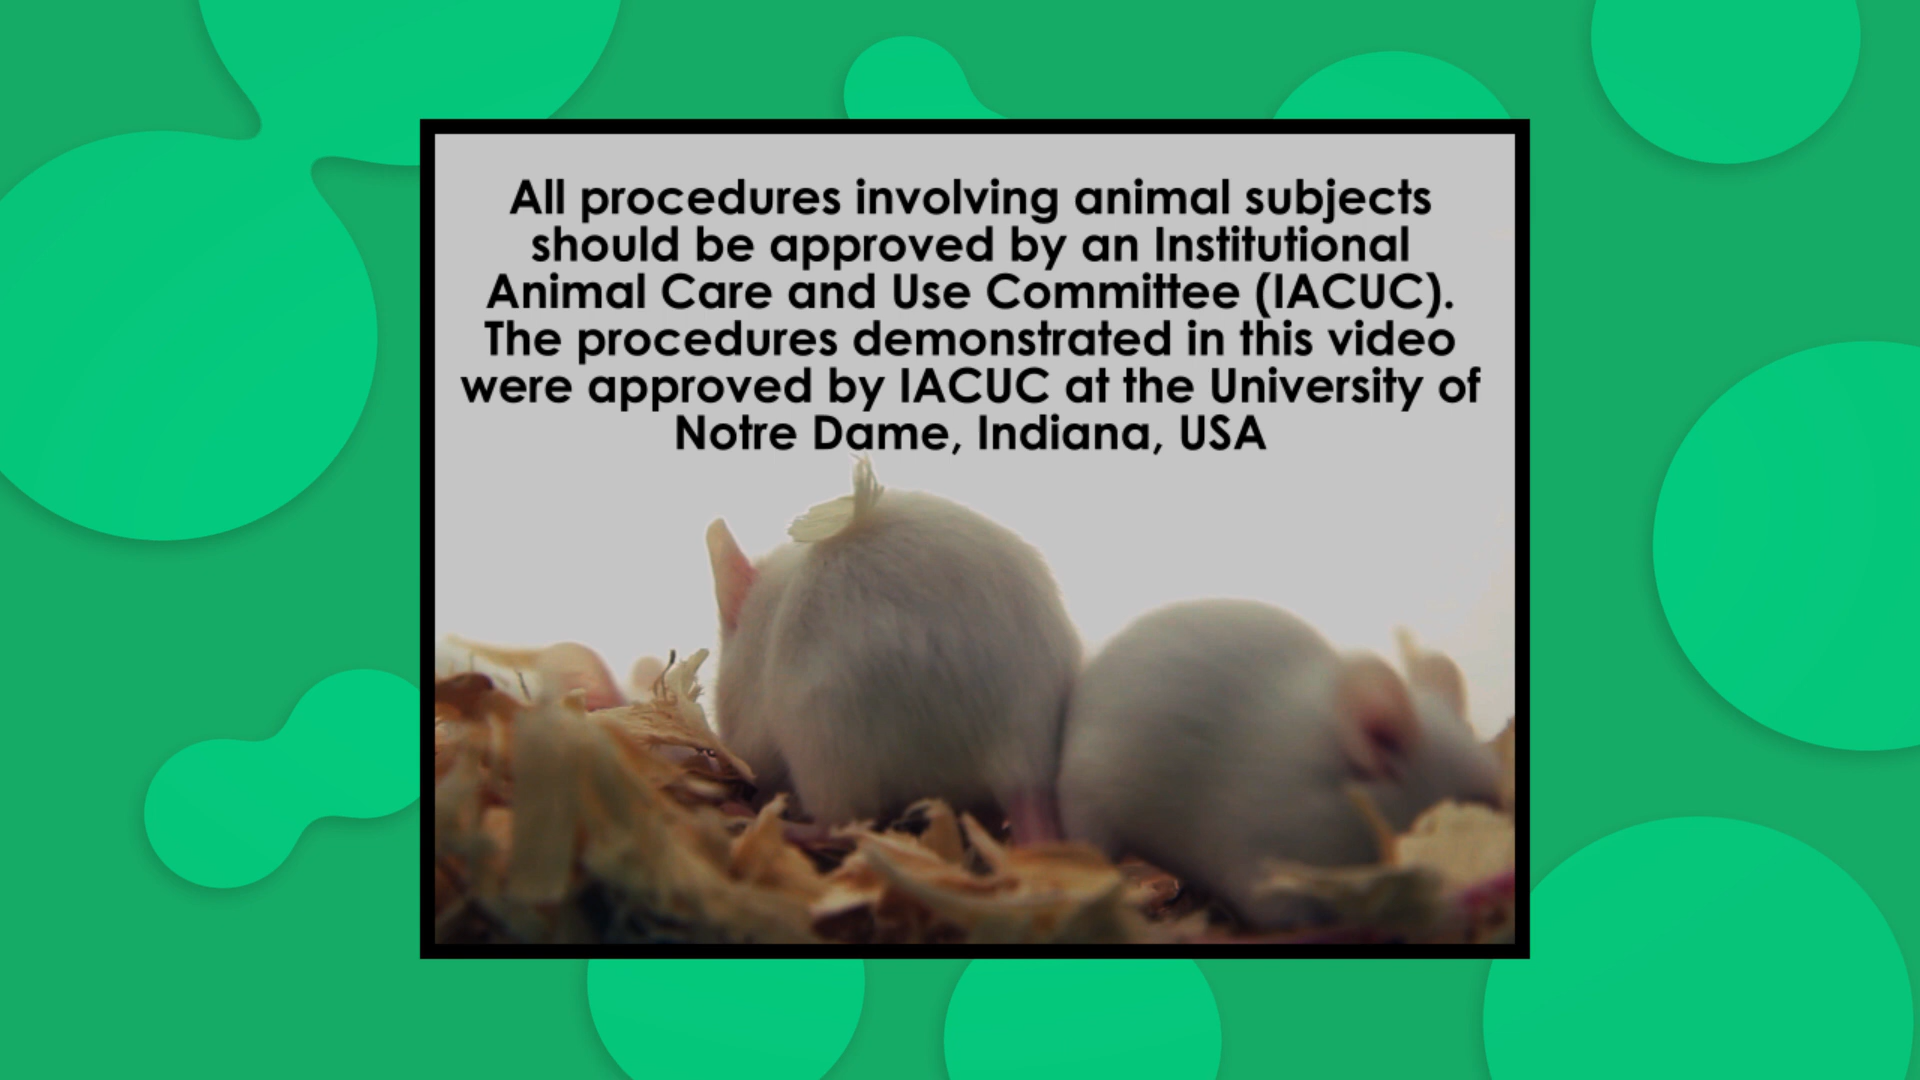 All procedures involving animal subjects
should be approved by an Institutional
Animal Care and Use Committee (IACUC).
The procedures demonstrated in this video
were approved by IACUC at the University of
Notre Dame, Indiana, USA